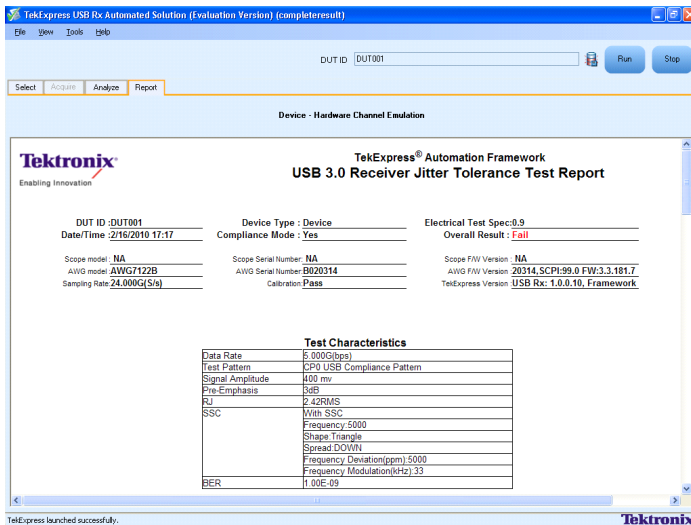 TekExpress USB Rx Automated Solution (Evaluation Version) (completeresult)
File View Tools Help
DUT ID DUT001 Run Stop
Select Acquire Analyze Report
Device - Hardware Channel Emulation
Tektronix®
Enabling Innovation
TekExpress® Automation Framework
USB 3.0 Receiver Jitter Tolerance Test Report
DUT ID :DUT001 Device Type : Device Electrical Test Spec:0.9
Date/Time :2/16/2010 17:17 Compliance Mode : Yes Overall Result : Fail
Scope model : NA Scope Serial Number: NA Scope F/W Version : NA
AWG model:AWG7122B AWG Serial Number:B020314 AWG F/W Version :20314,SCPI:99.0 FW:3.3.181.7
Sampling Rate:24.000G(S/s) Calibration:Pass TekExpress Version :USB Rx: 1.0.0.10, Framework
Test Characteristics
Data Rate 5.000G(bps)
Test Pattern CP0 USB Compliance Pattern
Signal Amplitude 400 mv
Pre-Emphasis 3dB
RJ 2.42RMS
SSC With SSC
Frequency:5000
Shape:Triangle
Spread:DOWN
Frequency Deviation(ppm):5000
Frequency Modulation(kHz):33
BER 1.00E-09
TekExpress launched successfully. Tektronix